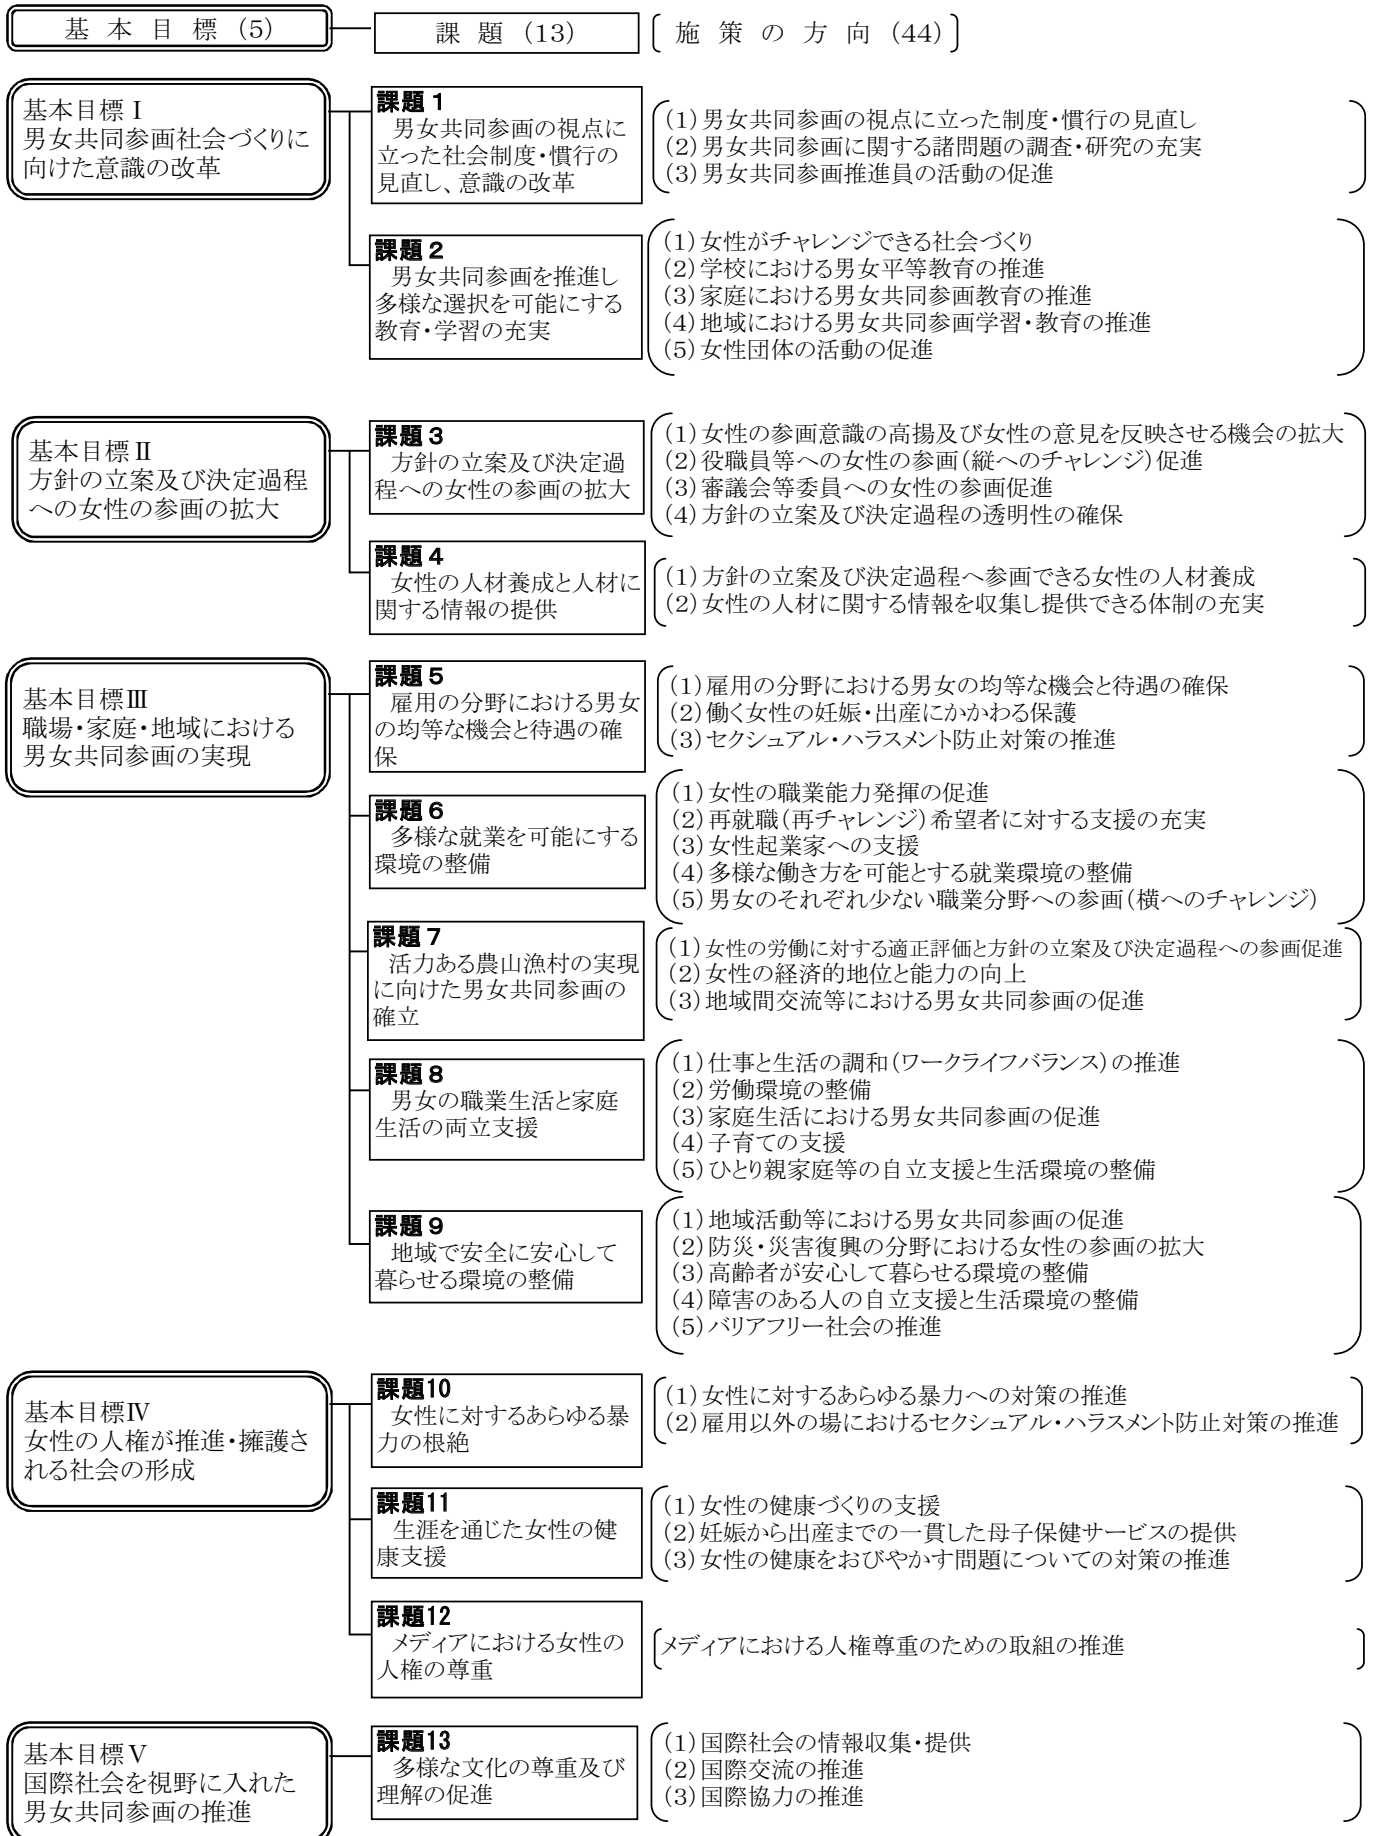 基 本 目 標 (5)
課 題 (13)
施 策 の 方 向 (44)
基本目標Ⅰ
男女共同参画社会づくりに
向けた意識の改革
課題1
男女共同参画の視点に
立った社会制度・慣行の
見直し、意識の改革
(1)男女共同参画の視点に立った制度・慣行の見直し
(2)男女共同参画に関する諸問題の調査・研究の充実
(3)男女共同参画推進員の活動の促進
課題2
男女共同参画を推進し
多様な選択を可能にする
教育・学習の充実
(1)女性がチャレンジできる社会づくり
(2)学校における男女平等教育の推進
(3)家庭における男女共同参画教育の推進
(4)地域における男女共同参画学習・教育の推進
(5)女性団体の活動の促進
基本目標Ⅱ
方針の立案及び決定過程
への女性の参画の拡大
課題3
方針の立案及び決定過
程への女性の参画の拡大
(1)女性の参画意識の高揚及び女性の意見を反映させる機会の拡大
(2)役職員等への女性の参画(縦へのチャレンジ)促進
(3)審議会等委員への女性の参画促進
(4)方針の立案及び決定過程の透明性の確保
課題4
女性の人材養成と人材に
関する情報の提供
(1)方針の立案及び決定過程へ参画できる女性の人材養成
(2)女性の人材に関する情報を収集し提供できる体制の充実
基本目標Ⅲ
職場・家庭・地域における
男女共同参画の実現
課題5
雇用の分野における男女
の均等な機会と待遇の確
保
(1)雇用の分野における男女の均等な機会と待遇の確保
(2)働く女性の妊娠・出産にかかわる保護
(3)セクシュアル・ハラスメント防止対策の推進
課題6
多様な就業を可能にする
環境の整備
(1)女性の職業能力発揮の促進
(2)再就職(再チャレンジ)希望者に対する支援の充実
(3)女性起業家への支援
(4)多様な働き方を可能とする就業環境の整備
(5)男女のそれぞれ少ない職業分野への参画(横へのチャレンジ)
課題7
活力ある農山漁村の実現
に向けた男女共同参画の
確立
(1)女性の労働に対する適正評価と方針の立案及び決定過程への参画促進
(2)女性の経済的地位と能力の向上
(3)地域間交流等における男女共同参画の促進
課題8
男女の職業生活と家庭
生活の両立支援
(1)仕事と生活の調和(ワークライフバランス)の推進
(2)労働環境の整備
(3)家庭生活における男女共同参画の促進
(4)子育ての支援
(5)ひとり親家庭等の自立支援と生活環境の整備
課題9
地域で安全に安心して
暮らせる環境の整備
(1)地域活動等における男女共同参画の促進
(2)防災・災害復興の分野における女性の参画の拡大
(3)高齢者が安心して暮らせる環境の整備
(4)障害のある人の自立支援と生活環境の整備
(5)バリアフリー社会の推進
基本目標Ⅳ
女性の人権が推進・擁護さ
れる社会の形成
課題10
女性に対するあらゆる暴
力の根絶
(1)女性に対するあらゆる暴力への対策の推進
(2)雇用以外の場におけるセクシュアル・ハラスメント防止対策の推進
課題11
生涯を通じた女性の健
康支援
(1)女性の健康づくりの支援
(2)妊娠から出産までの一貫した母子保健サービスの提供
(3)女性の健康をおびやかす問題についての対策の推進
課題12
メディアにおける女性の
人権の尊重
メディアにおける人権尊重のための取組の推進
基本目標Ⅴ
国際社会を視野に入れた
男女共同参画の推進
課題13
多様な文化の尊重及び
理解の促進
(1)国際社会の情報収集・提供
(2)国際交流の推進
(3)国際協力の推進